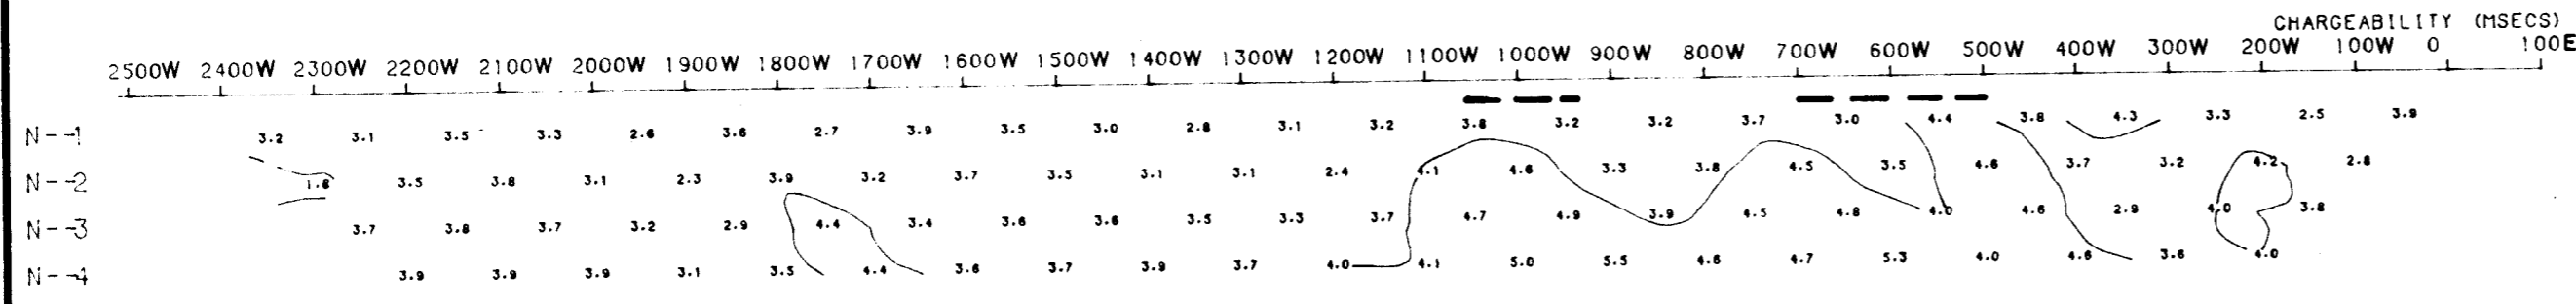 CHARGEABILITY (MSECS)
2500W 2400W 2300W 2200W 2100W 2000W 1900W 1800W 1700W 1600W 1500W 1400W 1300W 1200W 1100W 1000W 900W 800W 700W 600W 500W 400W 300W 200W 100W 0 100E
N--1 3.2 3.1 3.5 3.3 2.6 3.6 2.7 3.9 3.5 3.0 2.8 3.1 3.2 3.8 3.2 3.2 3.7 3.0 4.4 3.8 4.3 3.3 2.5 3.9
N--2 1.8 3.5 3.8 3.1 2.3 3.9 3.2 3.7 3.5 3.1 3.1 2.4 4.1 4.6 3.3 3.8 4.5 3.5 4.6 3.7 3.2 4.2 2.8
N--3 3.7 3.8 3.7 3.2 2.9 4.4 3.4 3.6 3.6 3.5 3.3 3.7 4.7 4.9 3.9 4.5 4.8 4.0 4.6 2.9 4.0 3.8
N--4 3.9 3.9 3.9 3.1 3.5 4.4 3.6 3.7 3.9 3.7 4.0 4.1 5.0 5.5 4.6 4.7 5.3 4.0 4.6 3.6 4.0